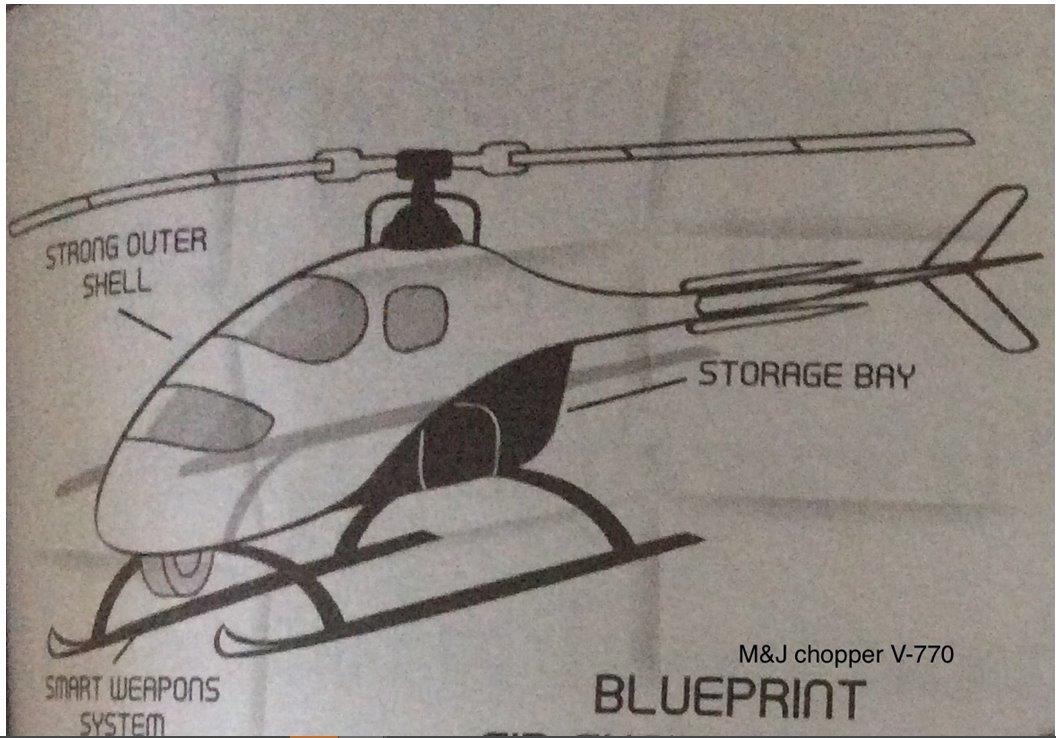 STRONG OUTER
SHELL
STORAGE BAY
M&J chopper V-770
SMART WEAPONS
SYSTEM
BLUEPRINT